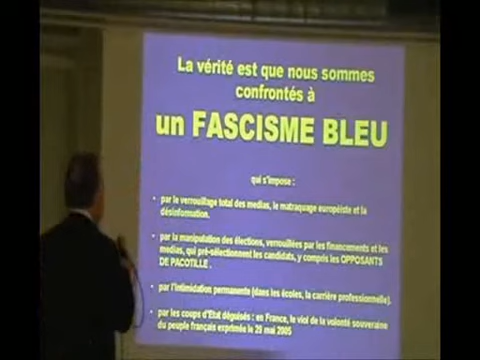 La vérité est que nous sommes
confrontés à
un FASCISME BLEU
qui s'impose :
• par le verrouillage total des medias, le matraquage européiste et la
désinformation.
• par la manipulation des élections, verrouillées par les financements et les
medias, qui pré-sélectionnent les candidats, y compris les OPPOSANTS
DE PACOTILLE .
• par l'intimidation permanente (dans les écoles, la carrière professionnelle).
• par les coups d'Etat déguisés : en France, le viol de la volonté souveraine
du peuple français exprimée le 29 mai 2005